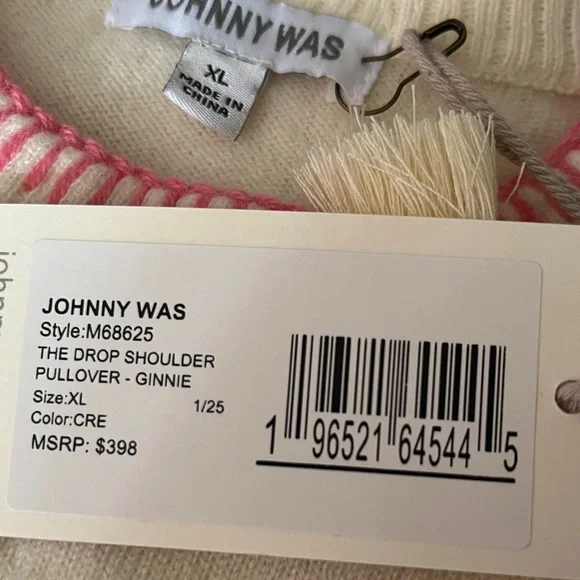 JOHNNY WAS
XL
MADE IN
CHINA
john
JOHNNY WAS
Style:M68625
THE DROP SHOULDER
PULLOVER - GINNIE
Size:XL 1/25
Color:CRE
MSRP: $398
1 96521 64544 5